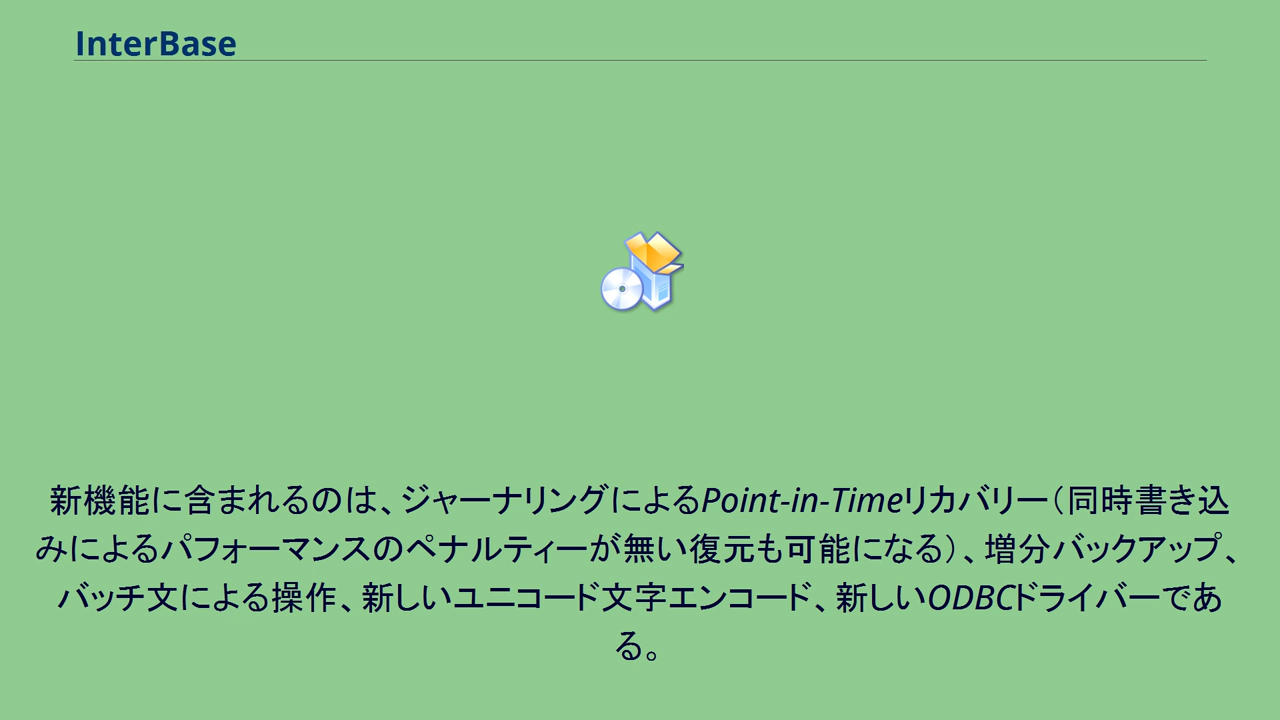 InterBase
新機能に含まれるのは、ジャーナリングによるPoint-in-Timeリカバリー（同時書き込
みによるパフォーマンスのペナルティーが無い復元も可能になる）、増分バックアップ、
バッチ文による操作、新しいユニコード文字エンコード、新しいODBCドライバーであ
る。